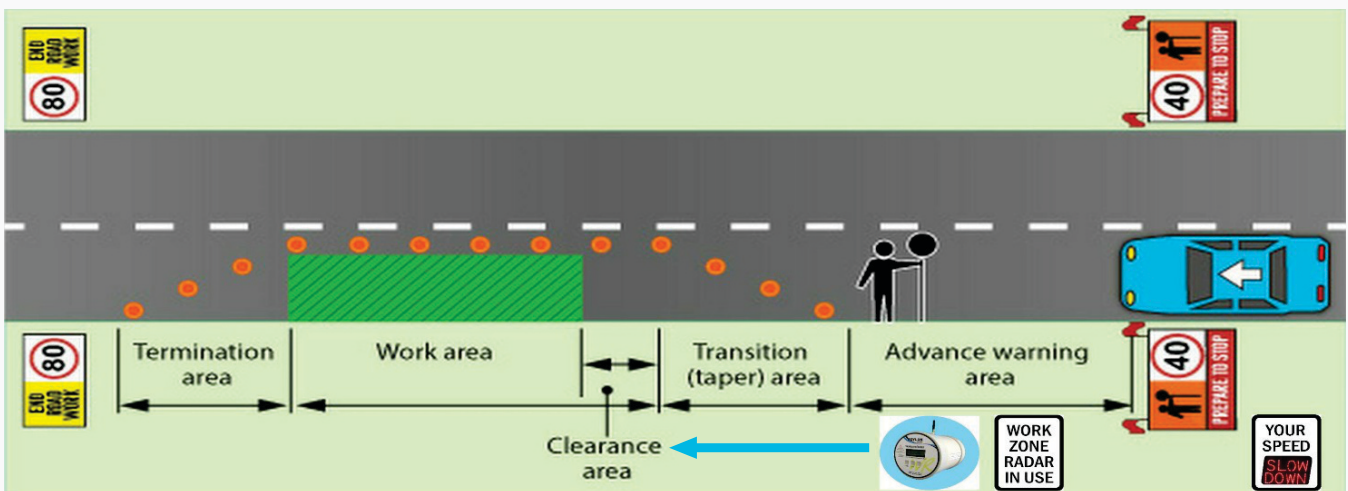 END
ROAD
WORK
80
40
PREPARE TO STOP
80
END
ROAD
WORK
Termination
area
Work area
Transition
(taper) area
Advance warning
area
40
PREPARE TO STOP
Clearance
area
WORK
ZONE
RADAR
IN USE
YOUR
SPEED
SLOW
DOWN